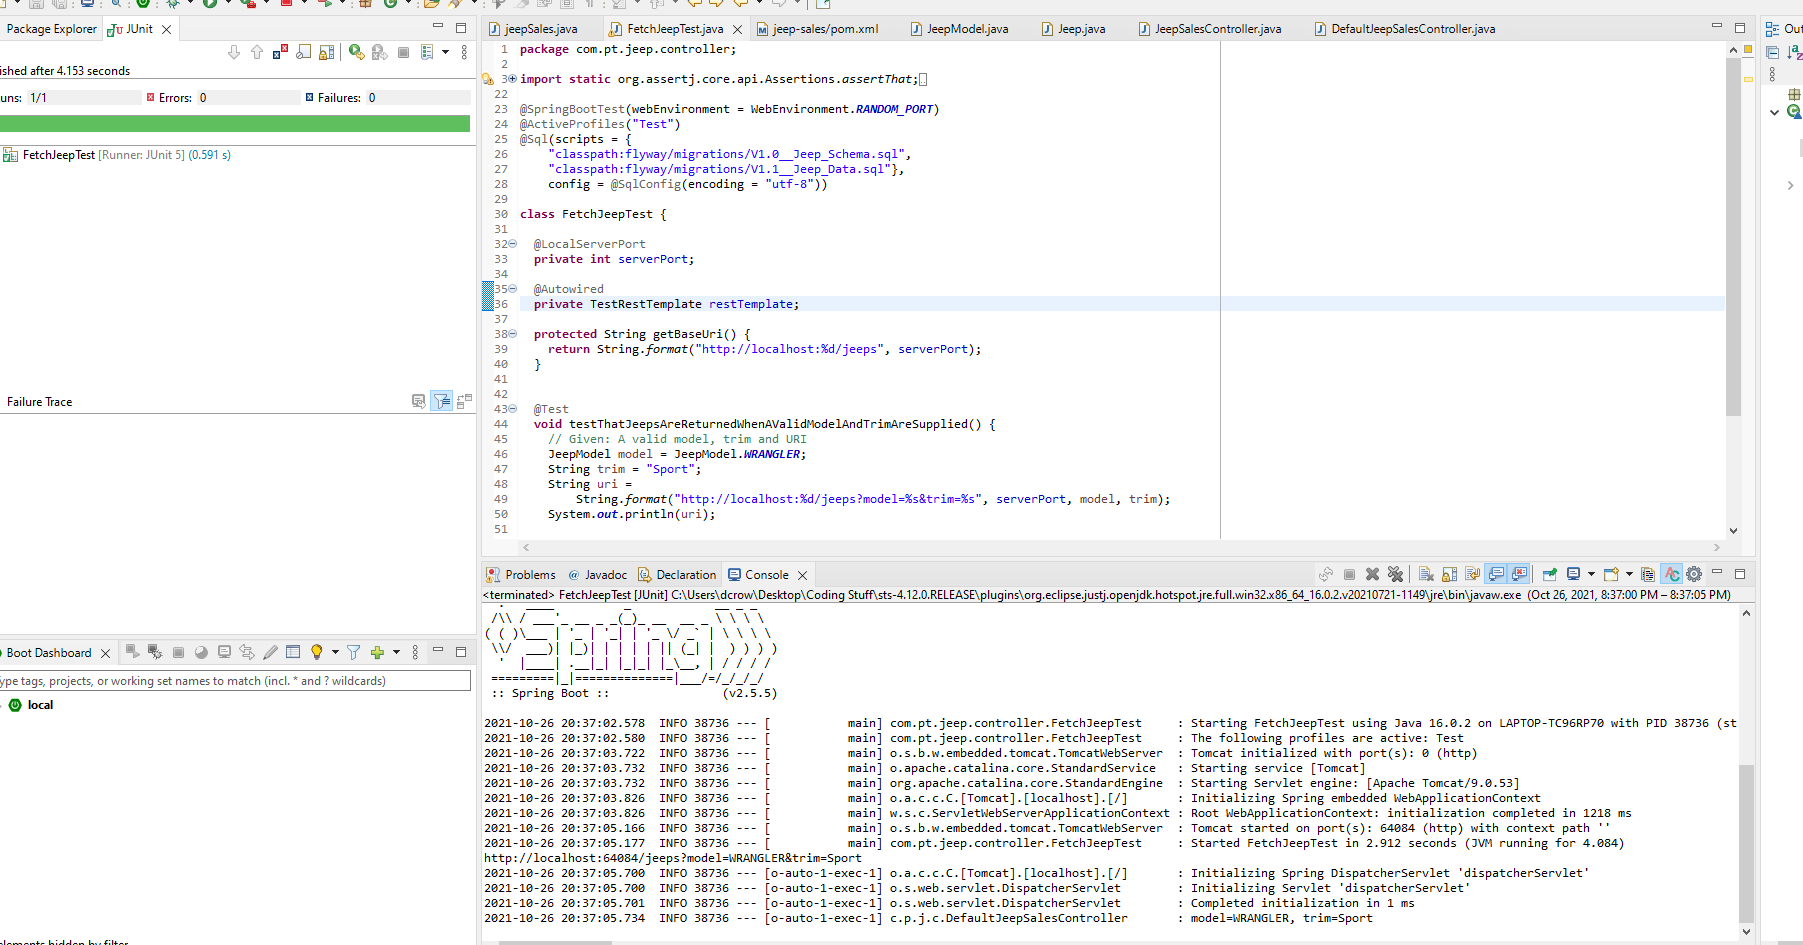 Package Explorer JUnit
ished after 4.153 seconds
uns: 1/1 Errors: 0 Failures: 0
FetchJeepTest [Runner: JUnit 5] (0.591 s)
Failure Trace
Boot Dashboard
ype tags, projects, or working set names to match (incl. * and ? wildcards)
local
elements hidden by filter
jeepSales.java FetchJeepTest.java jeep-sales/pom.xml JeepModel.java Jeep.java JeepSalesController.java DefaultJeepSalesController.java Out
1 package com.pt.jeep.controller;
2
3 import static org.assertj.core.api.Assertions.assertThat;
22
23 @SpringBootTest(webEnvironment = WebEnvironment.RANDOM_PORT)
24 @ActiveProfiles("Test")
25 @Sql(scripts = {
26 "classpath:flyway/migrations/V1.0__Jeep_Schema.sql",
27 "classpath:flyway/migrations/V1.1__Jeep_Data.sql"},
28 config = @SqlConfig(encoding = "utf-8"))
29
30 class FetchJeepTest {
31
32 @LocalServerPort
33 private int serverPort;
34
35 @Autowired
36 private TestRestTemplate restTemplate;
37
38 protected String getBaseUri() {
39 return String.format("http://localhost:%d/jeeps", serverPort);
40 }
41
42
43 @Test
44 void testThatJeepsAreReturnedWhenAValidModelAndTrimAreSupplied() {
45 // Given: A valid model, trim and URI
46 JeepModel model = JeepModel.WRANGLER;
47 String trim = "Sport";
48 String uri =
49 String.format("http://localhost:%d/jeeps?model=%s&trim=%s", serverPort, model, trim);
50 System.out.println(uri);
51
Problems @ Javadoc Declaration Console
<terminated> FetchJeepTest [JUnit] C:\Users\dcrow\Desktop\Coding Stuff\sts-4.12.0.RELEASE\plugins\org.eclipse.justj.openjdk.hotspot.jre.full.win32.x86_64_16.0.2.v20210721-1149\jre\bin\javaw.exe (Oct 26, 2021, 8:37:00 PM – 8:37:05 PM)
:: Spring Boot :: (v2.5.5)
2021-10-26 20:37:02.578 INFO 38736 --- [ main] com.pt.jeep.controller.FetchJeepTest : Starting FetchJeepTest using Java 16.0.2 on LAPTOP-TC96RP70 with PID 38736 (st
2021-10-26 20:37:02.580 INFO 38736 --- [ main] com.pt.jeep.controller.FetchJeepTest : The following profiles are active: Test
2021-10-26 20:37:03.722 INFO 38736 --- [ main] o.s.b.w.embedded.tomcat.TomcatWebServer : Tomcat initialized with port(s): 0 (http)
2021-10-26 20:37:03.732 INFO 38736 --- [ main] o.apache.catalina.core.StandardService : Starting service [Tomcat]
2021-10-26 20:37:03.732 INFO 38736 --- [ main] org.apache.catalina.core.StandardEngine : Starting Servlet engine: [Apache Tomcat/9.0.53]
2021-10-26 20:37:03.826 INFO 38736 --- [ main] o.a.c.c.C.[Tomcat].[localhost].[/] : Initializing Spring embedded WebApplicationContext
2021-10-26 20:37:03.826 INFO 38736 --- [ main] w.s.c.ServletWebServerApplicationContext : Root WebApplicationContext: initialization completed in 1218 ms
2021-10-26 20:37:05.166 INFO 38736 --- [ main] o.s.b.w.embedded.tomcat.TomcatWebServer : Tomcat started on port(s): 64084 (http) with context path ''
2021-10-26 20:37:05.177 INFO 38736 --- [ main] com.pt.jeep.controller.FetchJeepTest : Started FetchJeepTest in 2.912 seconds (JVM running for 4.084)
http://localhost:64084/jeeps?model=WRANGLER&trim=Sport
2021-10-26 20:37:05.700 INFO 38736 --- [o-auto-1-exec-1] o.a.c.c.C.[Tomcat].[localhost].[/] : Initializing Spring DispatcherServlet 'dispatcherServlet'
2021-10-26 20:37:05.700 INFO 38736 --- [o-auto-1-exec-1] o.s.web.servlet.DispatcherServlet : Initializing Servlet 'dispatcherServlet'
2021-10-26 20:37:05.701 INFO 38736 --- [o-auto-1-exec-1] o.s.web.servlet.DispatcherServlet : Completed initialization in 1 ms
2021-10-26 20:37:05.734 INFO 38736 --- [o-auto-1-exec-1] c.p.j.c.DefaultJeepSalesController : model=WRANGLER, trim=Sport